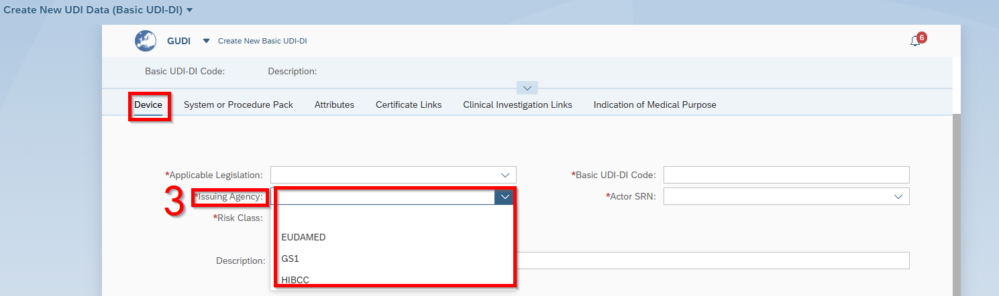 Create New UDI Data (Basic UDI-DI)
GUDI Create New Basic UDI-DI 6
Basic UDI-DI Code: Description:
Device System or Procedure Pack Attributes Certificate Links Clinical Investigation Links Indication of Medical Purpose
*Applicable Legislation: *Basic UDI-DI Code:
3 *Issuing Agency: *Actor SRN:
*Risk Class:
EUDAMED
Description: GS1
HIBCC